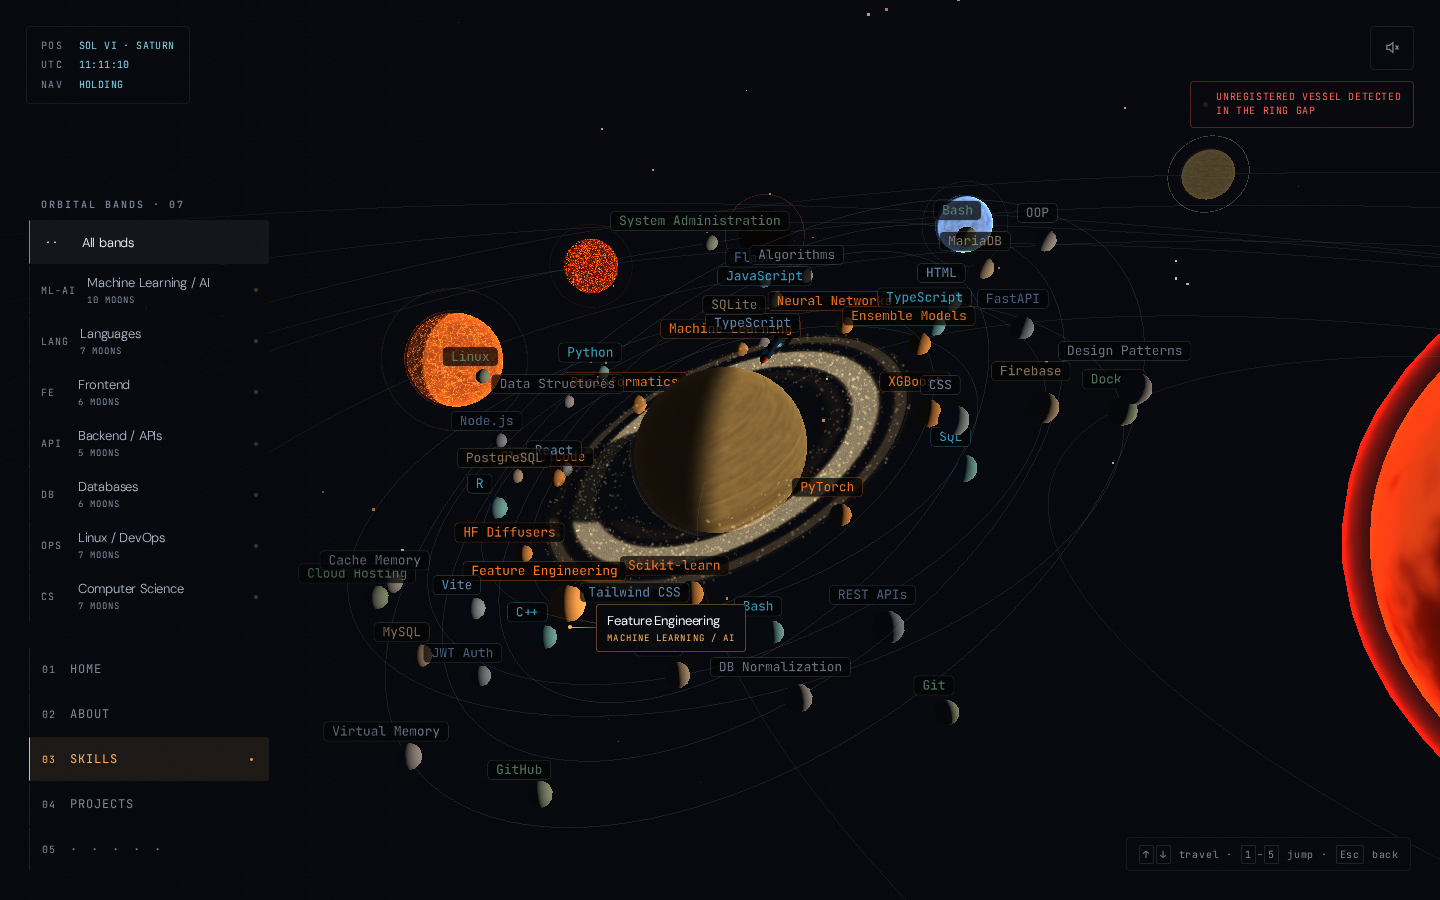 POS SOL VI · SATURN
UTC 11:11:10
NAV HOLDING
UNREGISTERED VESSEL DETECTED
IN THE RING GAP
ORBITAL BANDS · 07
All bands
ML-AI Machine Learning / AI
10 MOONS
LANG Languages
7 MOONS
FE Frontend
6 MOONS
API Backend / APIs
5 MOONS
DB Databases
6 MOONS
OPS Linux / DevOps
7 MOONS
CS Computer Science
7 MOONS
01 HOME
02 ABOUT
03 SKILLS
04 PROJECTS
05 · · · · ·
System Administration
Bash
OOP
MariaDB
Algorithms
JavaScript
HTML
SQLite
Neural Networks
TypeScript
FastAPI
Ensemble Models
TypeScript
Machine Learning
Linux
Python
Design Patterns
Data Structures
Firebase
Dock
CSS
Node.js
SQL
React
PostgreSQL
R
PyTorch
HF Diffusers
Cache Memory
Cloud Hosting
Feature Engineering
Scikit-learn
Vite
Tailwind CSS
REST APIs
C++
Bash
Feature Engineering
MACHINE LEARNING / AI
MySQL
JWT Auth
DB Normalization
Git
Virtual Memory
GitHub
↑ ↓ travel · 1 - 5 jump · Esc back